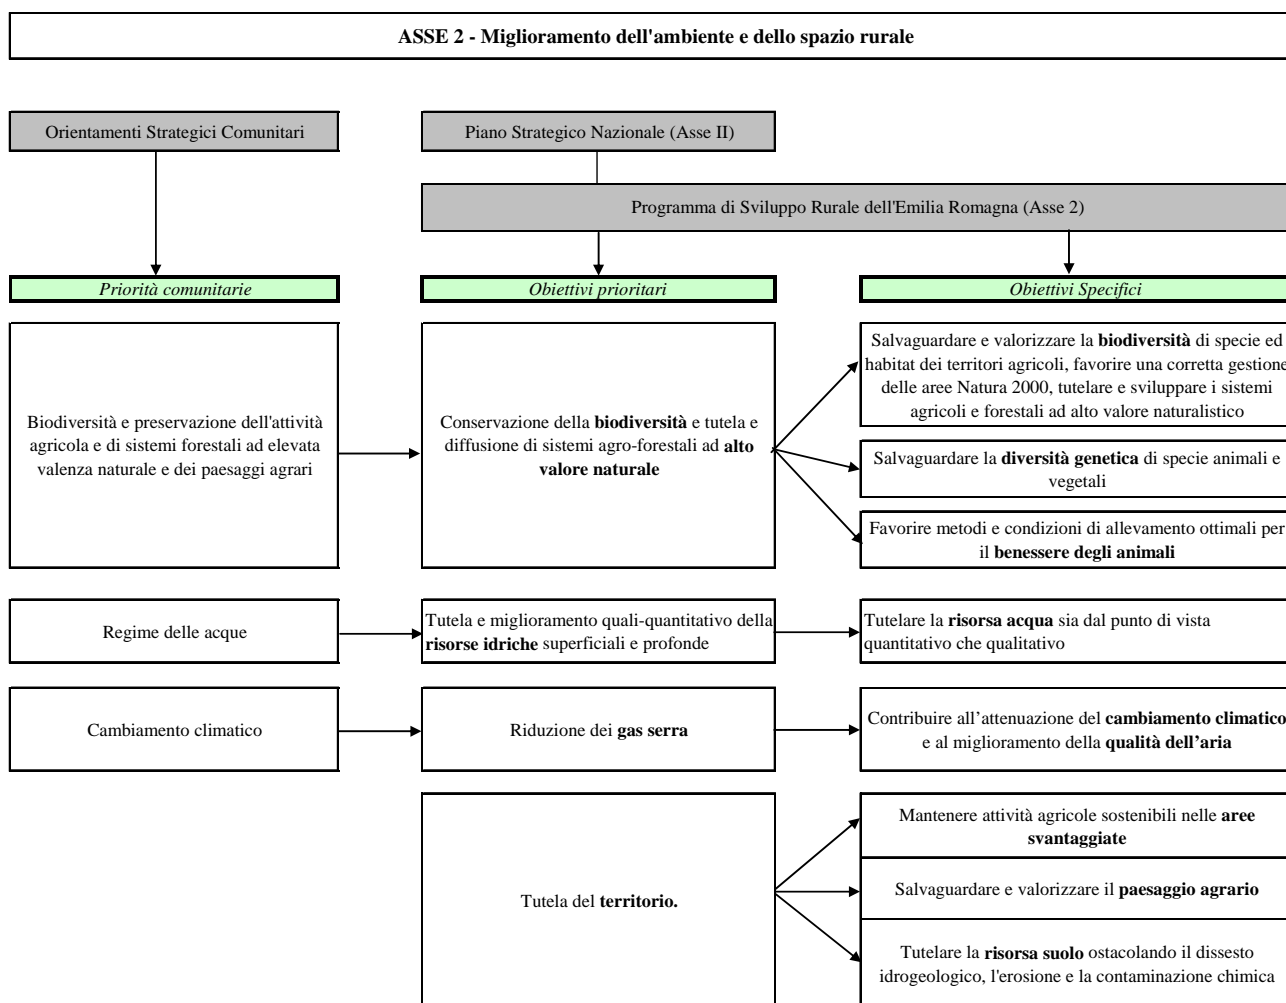 ASSE 2 - Miglioramento dell'ambiente e dello spazio rurale
Orientamenti Strategici Comunitari
Piano Strategico Nazionale (Asse II)
Programma di Sviluppo Rurale dell'Emilia Romagna (Asse 2)
Priorità comunitarie
Obiettivi prioritari
Obiettivi Specifici
Biodiversità e preservazione dell'attività
agricola e di sistemi forestali ad elevata
valenza naturale e dei paesaggi agrari
Conservazione della biodiversità e tutela e
diffusione di sistemi agro-forestali ad alto
valore naturale
Salvaguardare e valorizzare la biodiversità di specie ed
habitat dei territori agricoli, favorire una corretta gestione
delle aree Natura 2000, tutelare e sviluppare i sistemi
agricoli e forestali ad alto valore naturalistico
Salvaguardare la diversità genetica di specie animali e
vegetali
Favorire metodi e condizioni di allevamento ottimali per
il benessere degli animali
Regime delle acque
Tutela e miglioramento quali-quantitativo della
risorse idriche superficiali e profonde
Tutelare la risorsa acqua sia dal punto di vista
quantitativo che qualitativo
Cambiamento climatico
Riduzione dei gas serra
Contribuire all’attenuazione del cambiamento climatico
e al miglioramento della qualità dell’aria
Tutela del territorio.
Mantenere attività agricole sostenibili nelle aree
svantaggiate
Salvaguardare e valorizzare il paesaggio agrario
Tutelare la risorsa suolo ostacolando il dissesto
idrogeologico, l'erosione e la contaminazione chimica